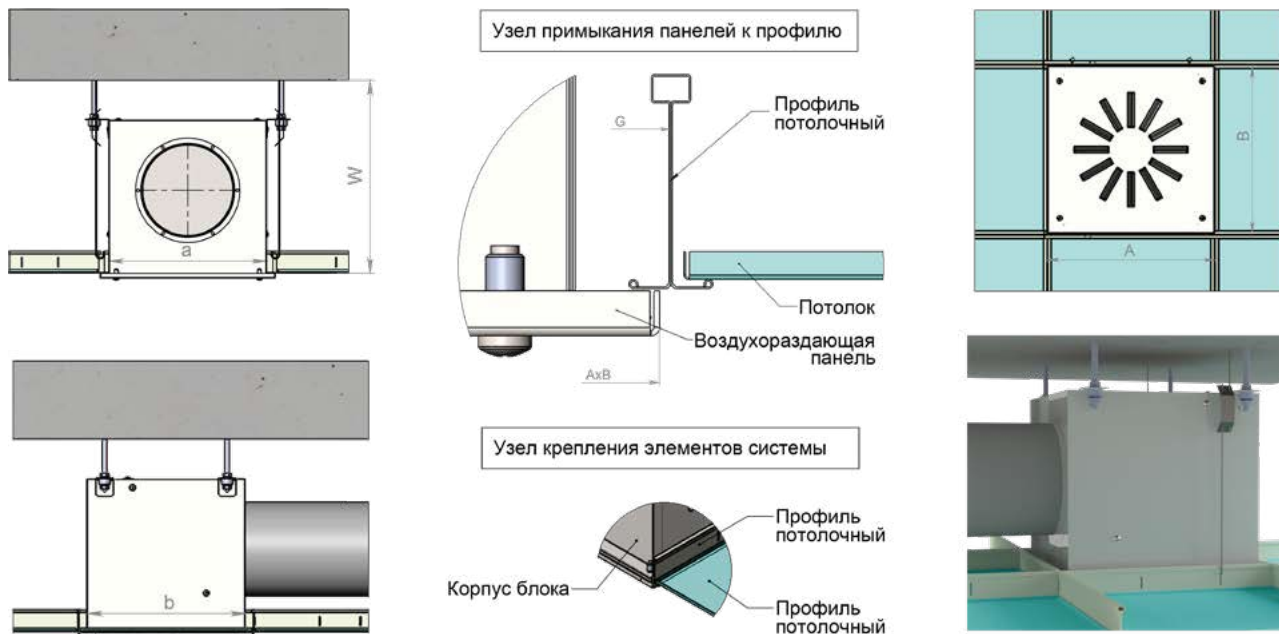 Узел примыкания панелей к профилю
G
Профиль
потолочный
Потолок
Воздухораздающая
панель
AxB
W
a
B
A
Узел крепления элементов системы
Профиль
потолочный
Корпус блока
Профиль
потолочный
b